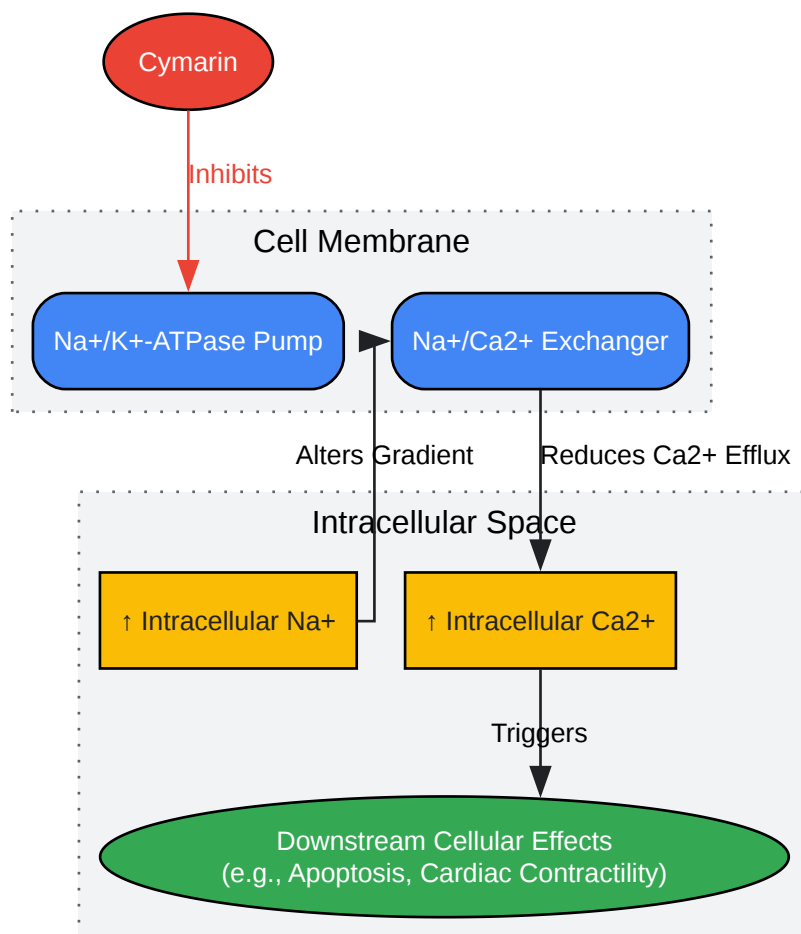 Cymarin
Inhibits
Cell Membrane
Na+/K+-ATPase Pump
Na+/Ca2+ Exchanger
Alters Gradient
Reduces Ca2+ Efflux
Intracellular Space
↑ Intracellular Na+
↑ Intracellular Ca2+
Triggers
Downstream Cellular Effects
(e.g., Apoptosis, Cardiac Contractility)